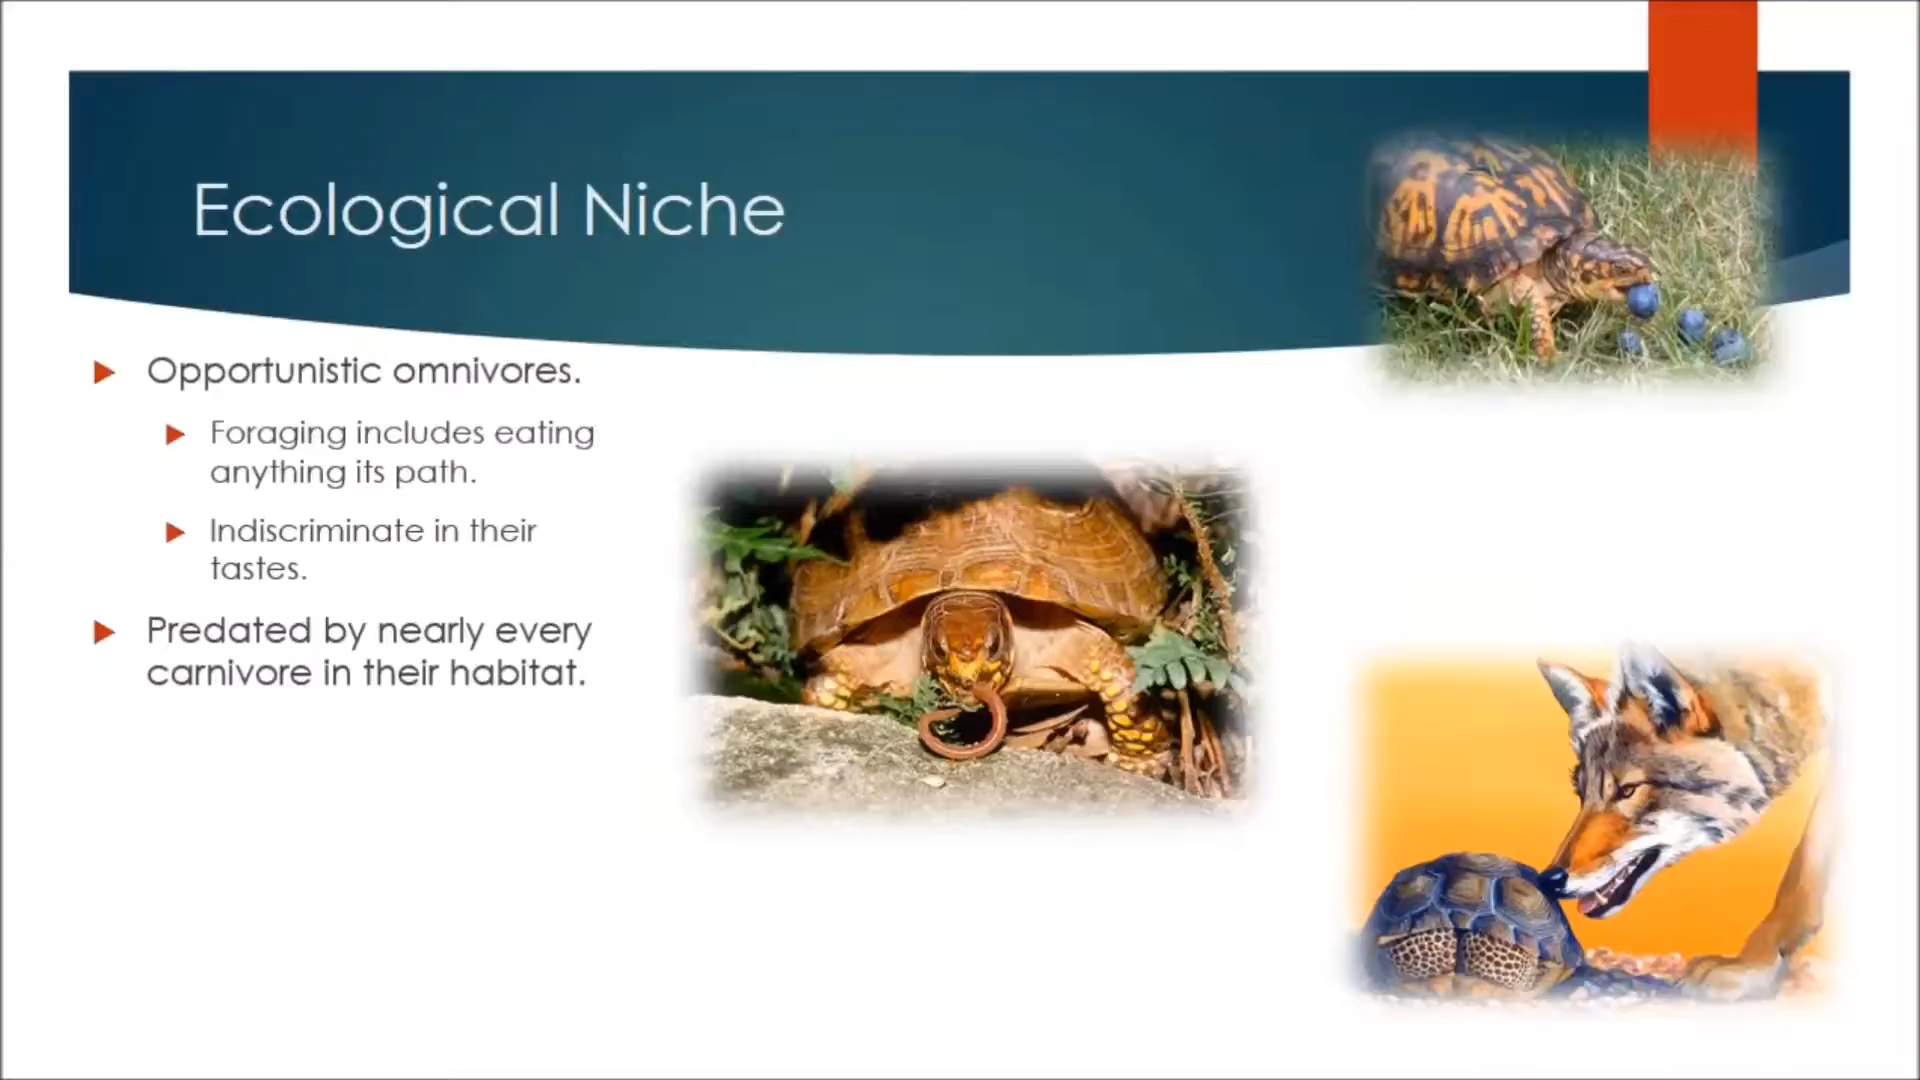 Ecological Niche
Opportunistic omnivores.
Foraging includes eating
anything its path.
Indiscriminate in their
tastes.
Predated by nearly every
carnivore in their habitat.